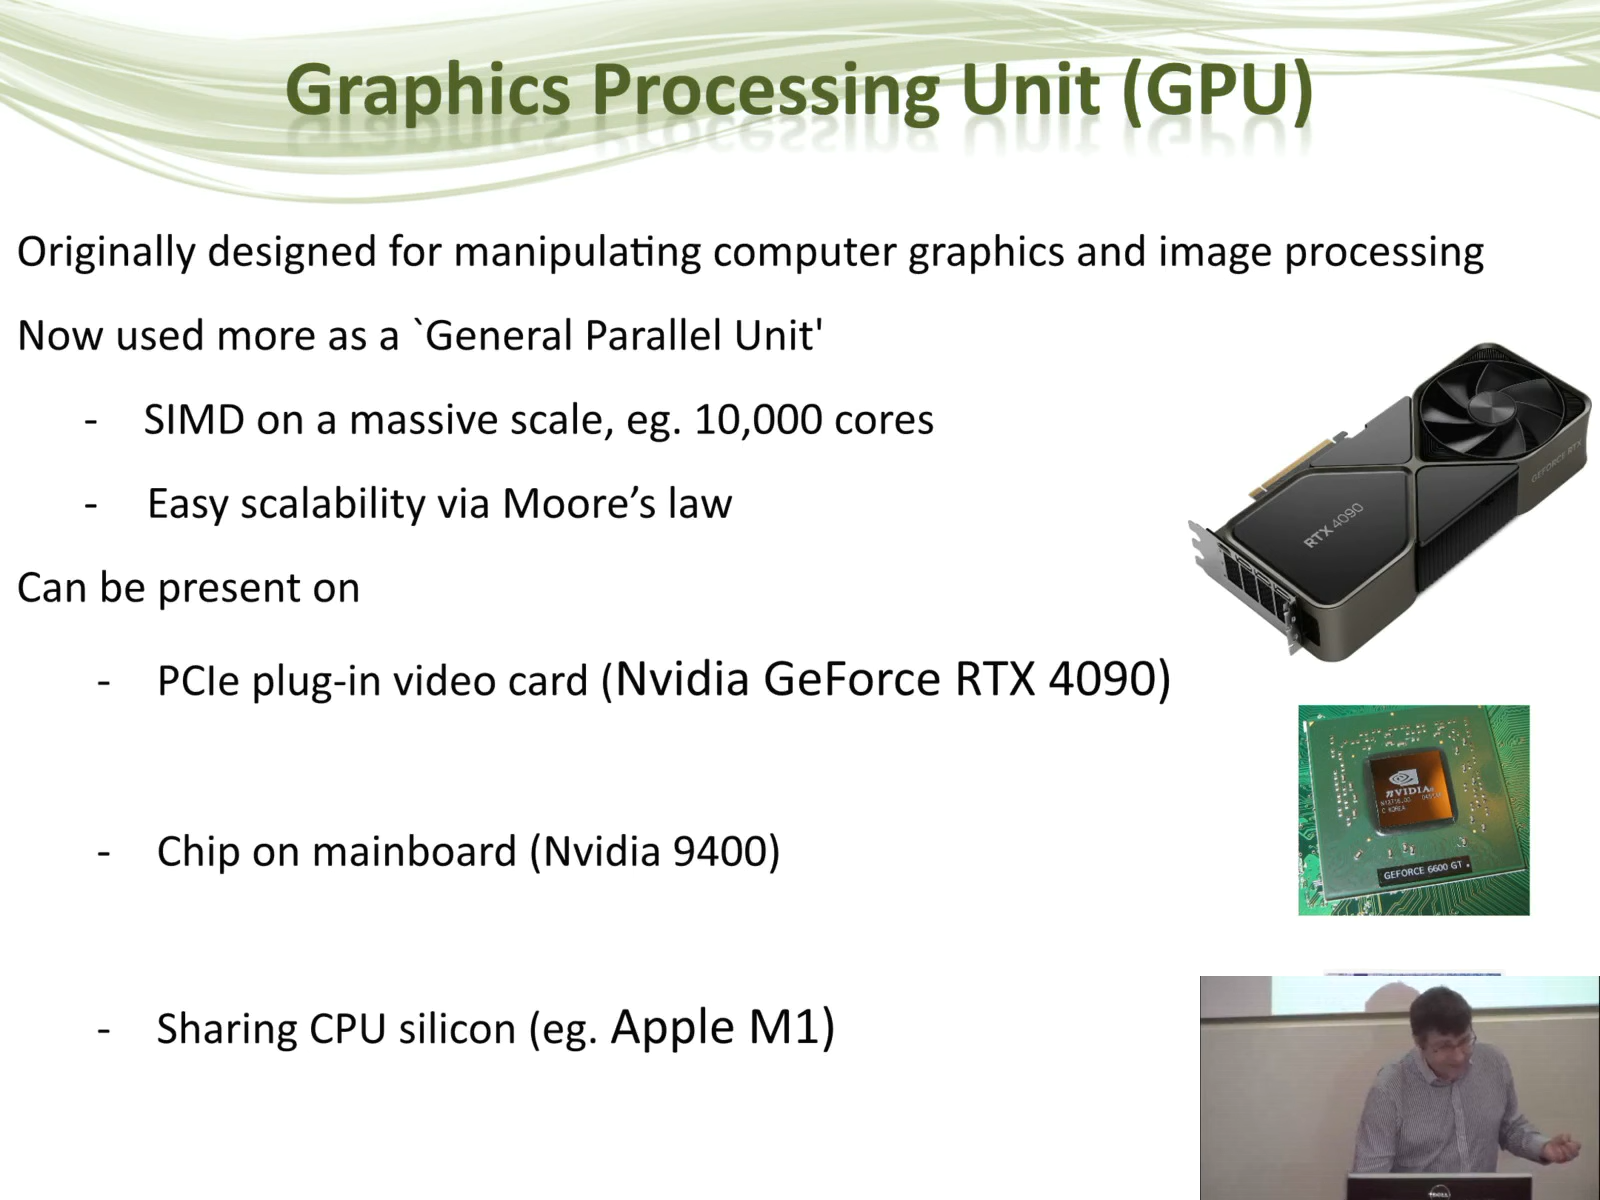 Graphics Processing Unit (GPU)
Originally designed for manipulating computer graphics and image processing
Now used more as a `General Parallel Unit'
- SIMD on a massive scale, eg. 10,000 cores
- Easy scalability via Moore’s law
Can be present on
- PCIe plug-in video card (Nvidia GeForce RTX 4090)
- Chip on mainboard (Nvidia 9400)
- Sharing CPU silicon (eg. Apple M1)
GEFORCE RTX
RTX 4090
NVIDIA
GEFORCE 6600 GT
DELL